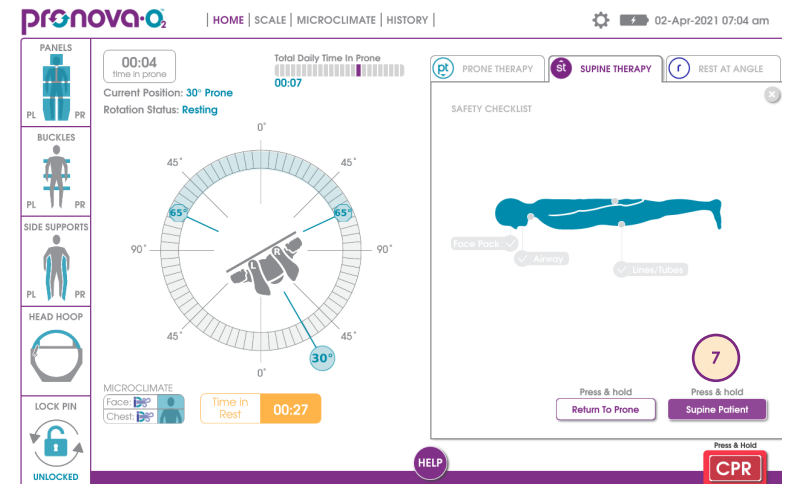 pronova·O2
HOME | SCALE | MICROCLIMATE | HISTORY |
02-Apr-2021 07:04 am
PANELS
PL PR
BUCKLES
PL PR
SIDE SUPPORTS
PL PR
HEAD HOOP
LOCK PIN
UNLOCKED
00:04
time in prone
Total Daily Time In Prone
00:07
Current Position: 30° Prone
Rotation Status: Resting
0°
45° 45°
65° 65°
90° 90°
L R
45° 45°
30°
0°
MICROCLIMATE
Face:
Chest:
Time in
Rest
00:27
pt PRONE THERAPY
st SUPINE THERAPY
r REST AT ANGLE
SAFETY CHECKLIST
Face Pack
Airway
Lines/Tubes
7
Press & hold
Return To Prone
Press & hold
Supine Patient
HELP
Press & Hold
CPR